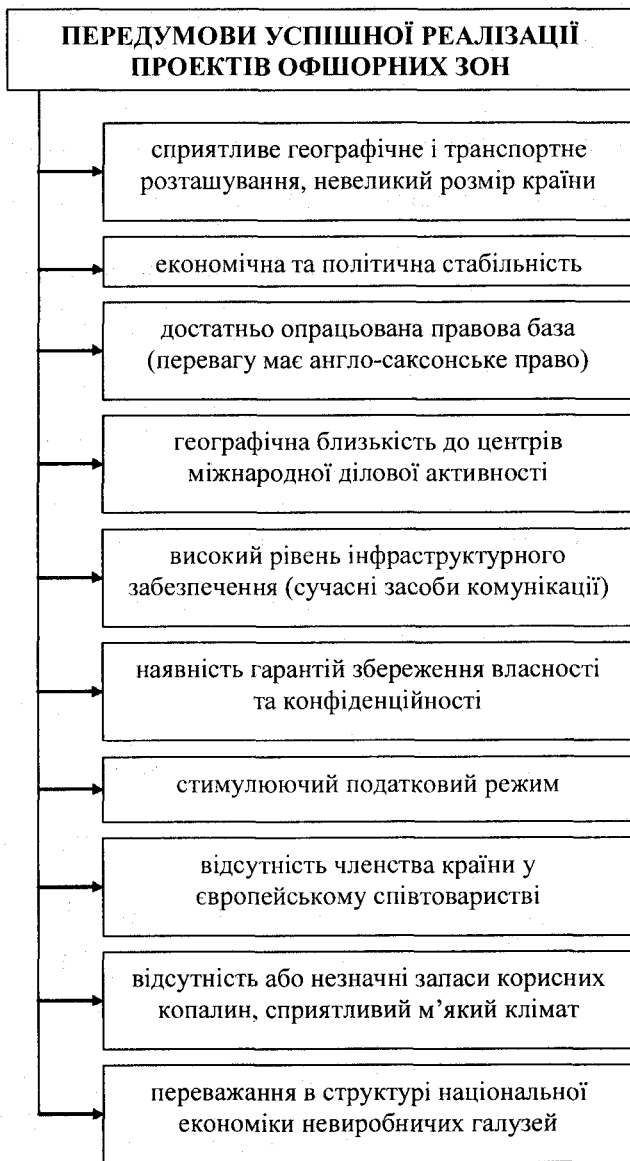 ПЕРЕДУМОВИ УСПІШНОЇ РЕАЛІЗАЦІЇ
ПРОЕКТІВ ОФШОРНИХ ЗОН
сприятливе географічне і транспортне
розташування, невеликий розмір країни
економічна та політична стабільність
достатньо опрацьована правова база
(перевагу має англо-саксонське право)
географічна близькість до центрів
міжнародної ділової активності
високий рівень інфраструктурного
забезпечення (сучасні засоби комунікації)
наявність гарантій збереження власності
та конфіденційності
стимулюючий податковий режим
відсутність членства країни у
європейському співтоваристві
відсутність або незначні запаси корисних
копалин, сприятливий м’який клімат
переважання в структурі національної
економіки невиробничих галузей